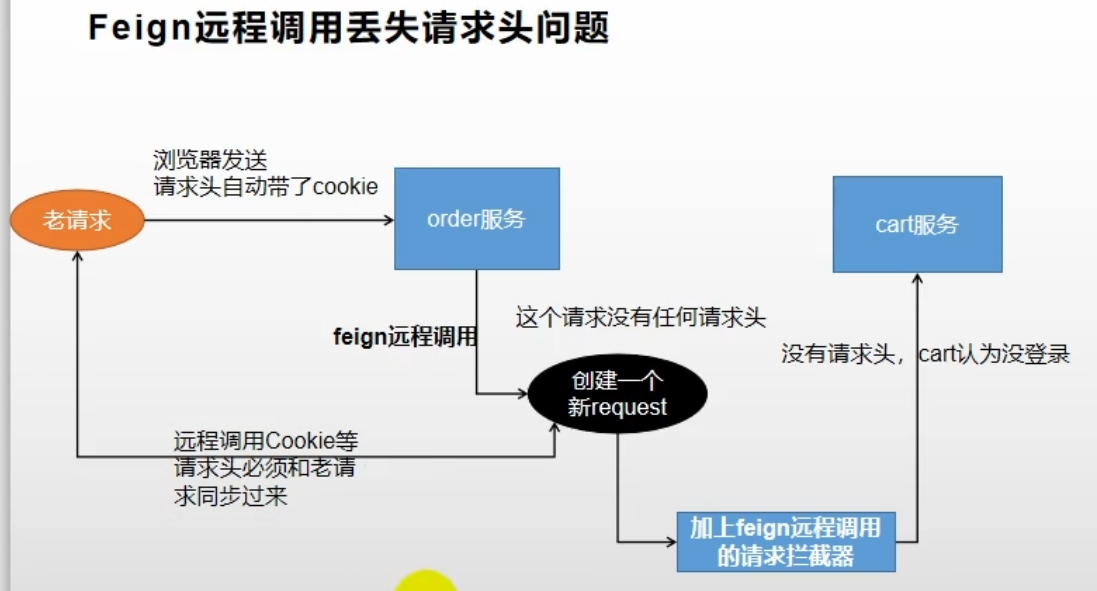 Feign远程调用丢失请求头问题
浏览器发送
请求头自动带了cookie
老请求
order服务
cart服务
feign远程调用
这个请求没有任何请求头
没有请求头，cart认为没登录
创建一个
新request
远程调用Cookie等
请求头必须和老请
求同步过来
加上feign远程调用
的请求拦截器